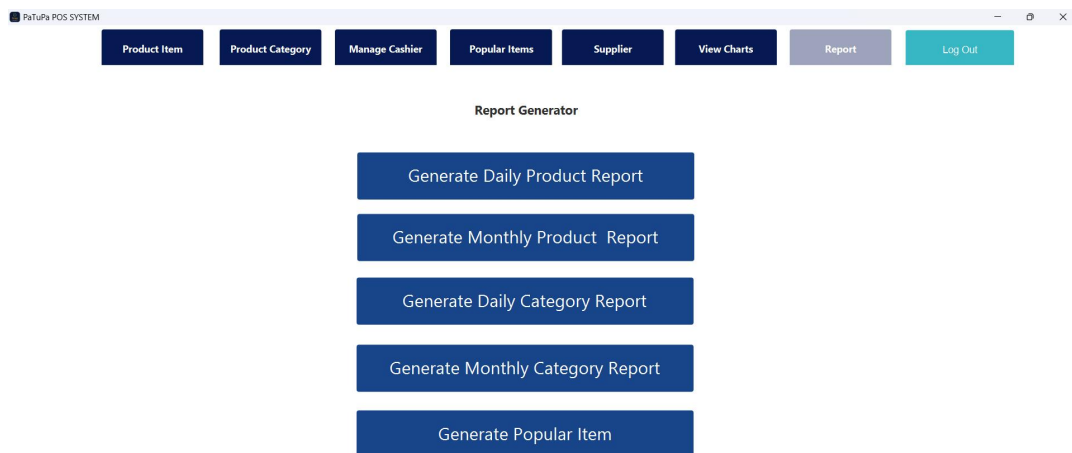 PaTuPa POS SYSTEM
Product Item Product Category Manage Cashier Popular Items Supplier View Charts Report Log Out
Report Generator
Generate Daily Product Report
Generate Monthly Product  Report
Generate Daily Category Report
Generate Monthly Category Report
Generate Popular Item